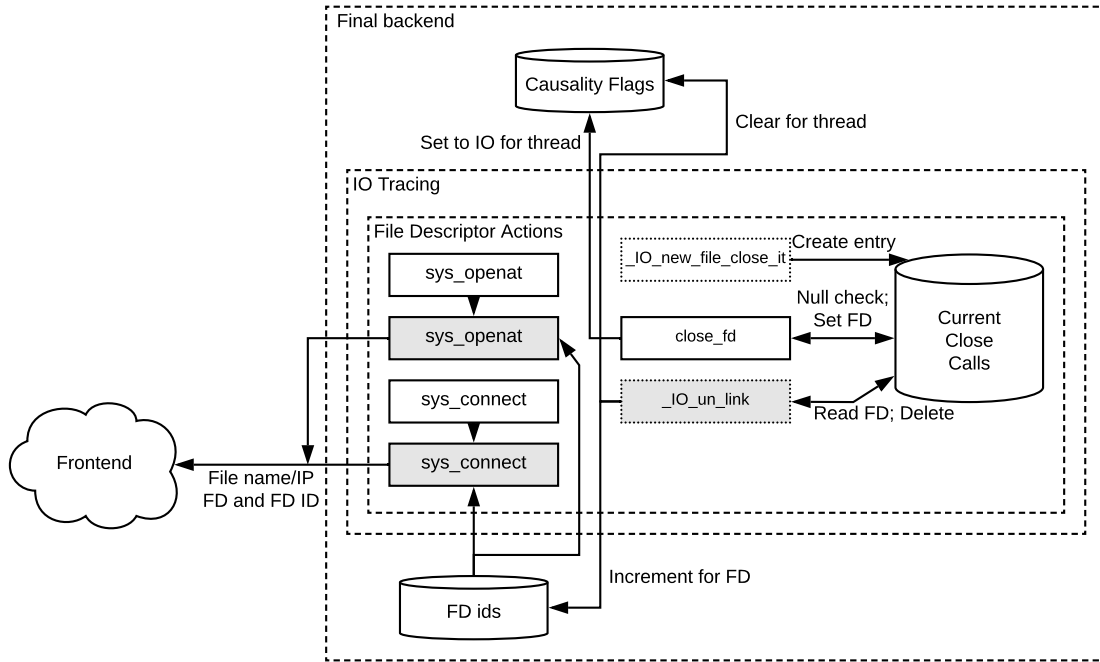 Final backend
Causality Flags
Clear for thread
Set to IO for thread
IO Tracing
File Descriptor Actions
sys_openat
sys_openat
sys_connect
sys_connect
_IO_new_file_close_it
Create entry
close_fd
Null check;
Set FD
_IO_un_link
Read FD; Delete
Current
Close
Calls
Frontend
File name/IP
FD and FD ID
FD ids
Increment for FD